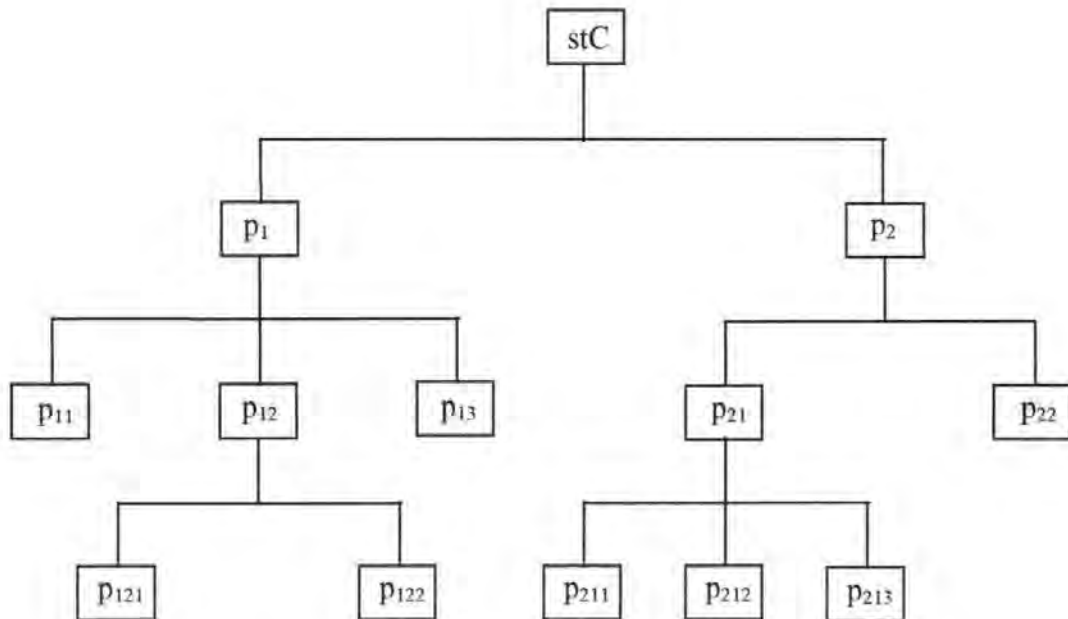 stC
p₁ p₂
p₁₁ p₁₂ p₁₃ p₂₁ p₂₂
p₁₂₁ p₁₂₂ p₂₁₁ p₂₁₂ p₂₁₃